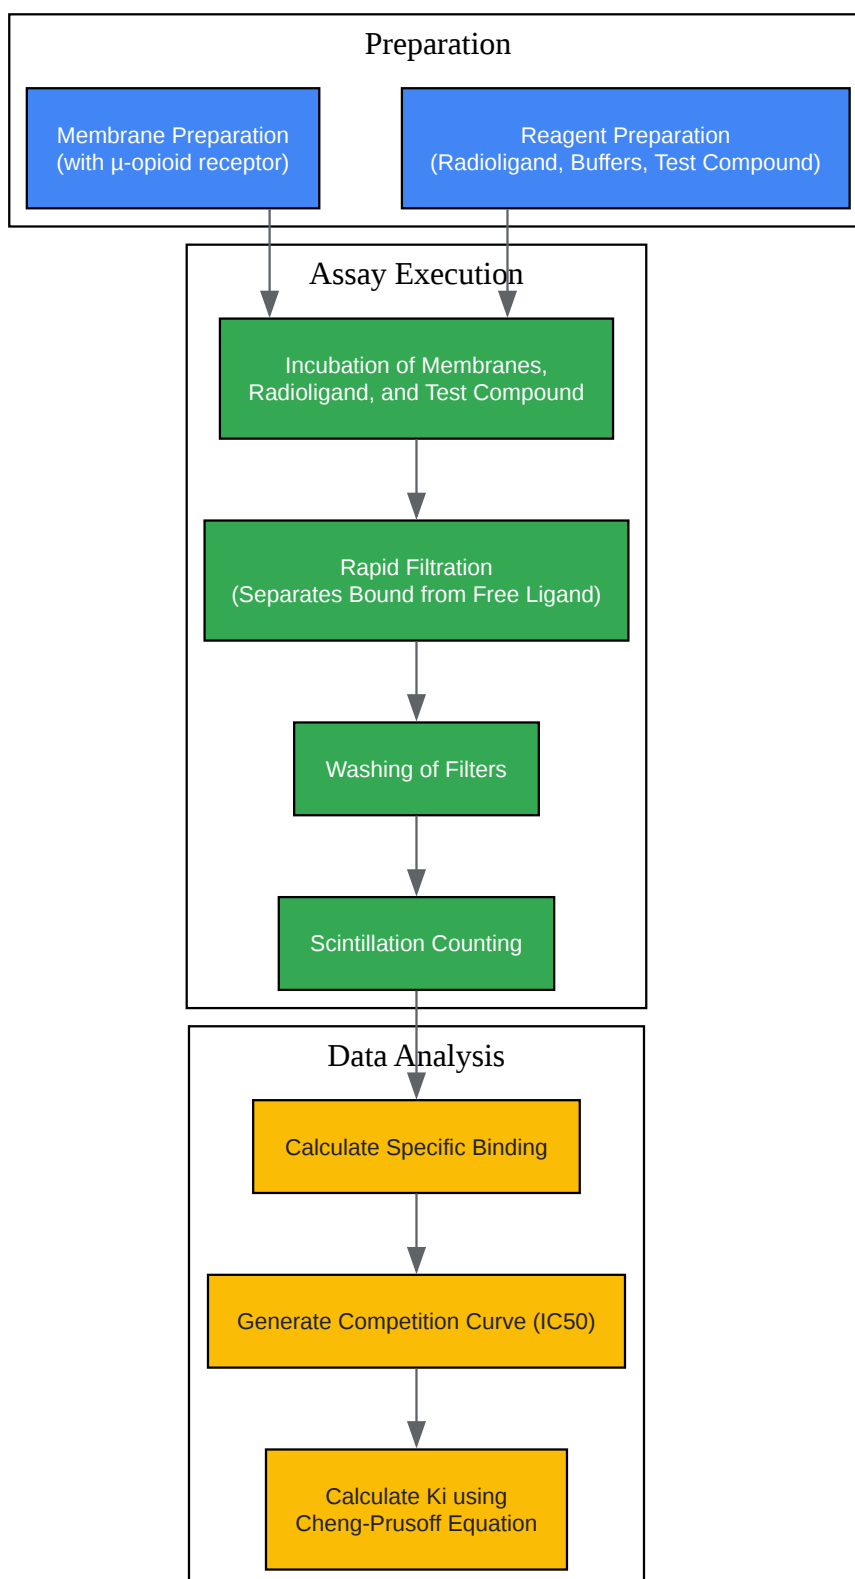 Preparation
Membrane Preparation
(with µ-opioid receptor)
Reagent Preparation
(Radioligand, Buffers, Test Compound)
Assay Execution
Incubation of Membranes,
Radioligand, and Test Compound
Rapid Filtration
(Separates Bound from Free Ligand)
Washing of Filters
Scintillation Counting
Data Analysis
Calculate Specific Binding
Generate Competition Curve (IC50)
Calculate Ki using
Cheng-Prusoff Equation